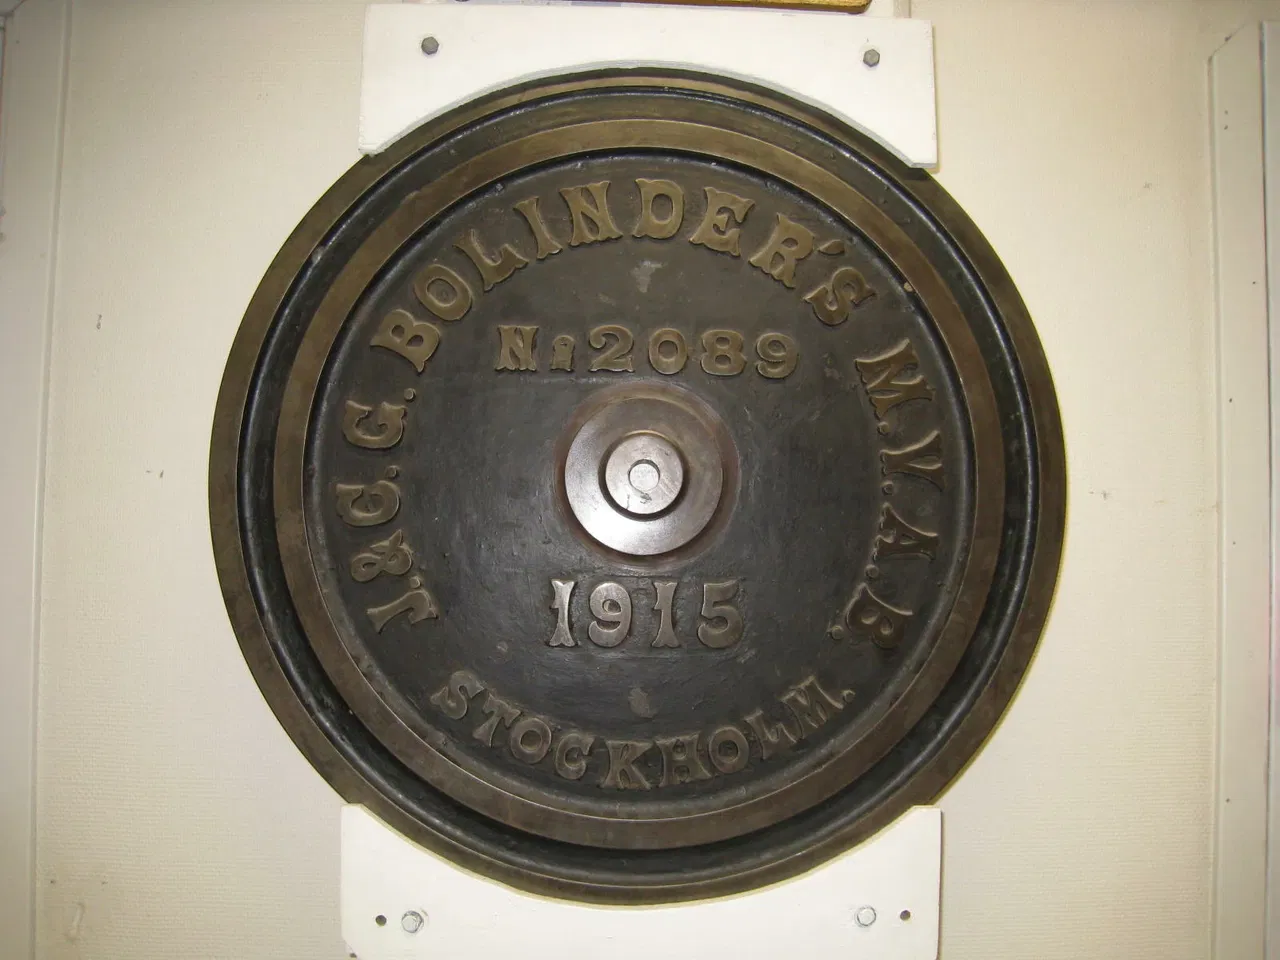 J. & C. G. BOLINDER'S M. V. A. B.
No 2089
1915
STOCKHOLM.